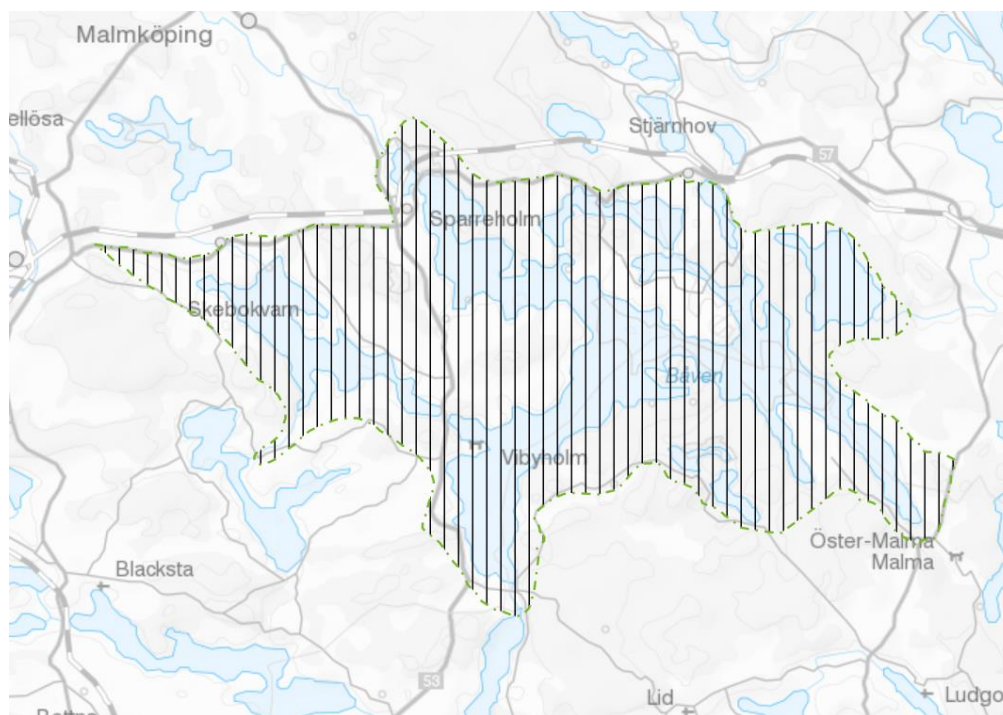 Malmköping
ellösa
Stjärnhov
57
Sparreholm
Skebokvarn
Båven
Vibyholm
Öster-Malma
Malma
Blacksta
53
Lid
Ludgo